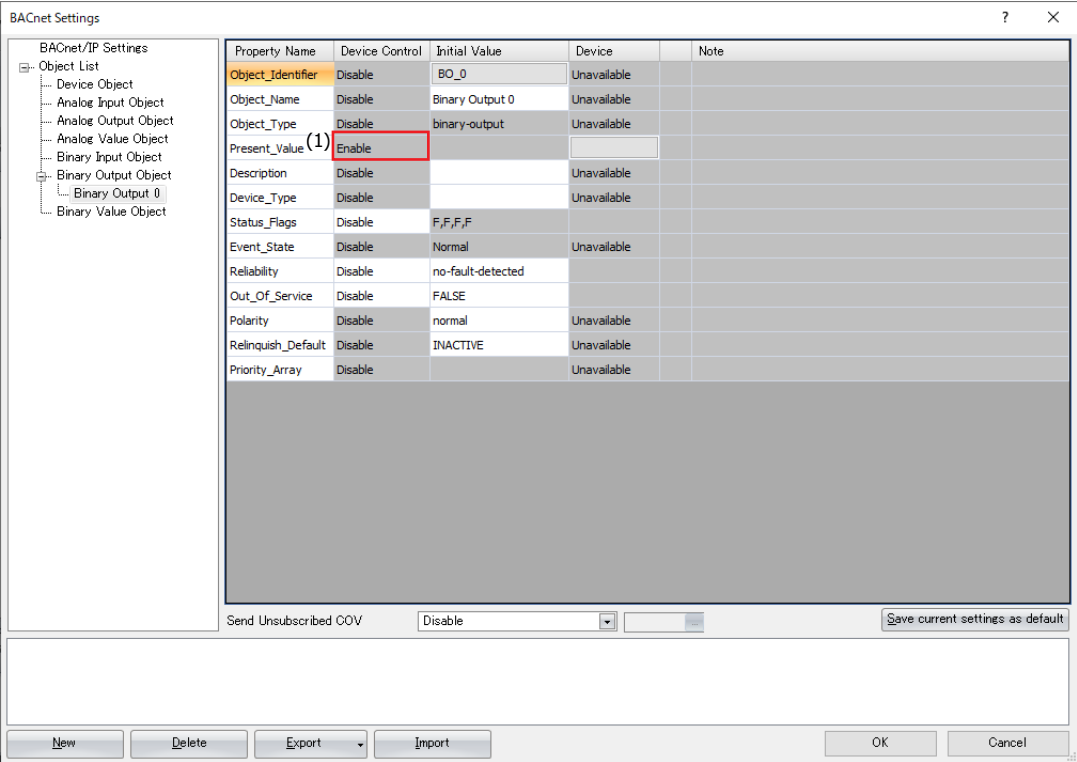 BACnet Settings ? ×
BACnet/IP Settings
Object List
Device Object
Analog Input Object
Analog Output Object
Analog Value Object
Binary Input Object
Binary Output Object
Binary Output 0
Binary Value Object
Property Name Device Control Initial Value Device Note
Object_Identifier Disable BO_0 Unavailable
Object_Name Disable Binary Output 0 Unavailable
Object_Type Disable binary-output Unavailable
Present_Value (1) Enable
Description Disable Unavailable
Device_Type Disable Unavailable
Status_Flags Disable F,F,F,F
Event_State Disable Normal Unavailable
Reliability Disable no-fault-detected
Out_Of_Service Disable FALSE
Polarity Disable normal Unavailable
Relinquish_Default Disable INACTIVE Unavailable
Priority_Array Disable Unavailable
Send Unsubscribed COV Disable ... Save current settings as default
New Delete Export Import OK Cancel